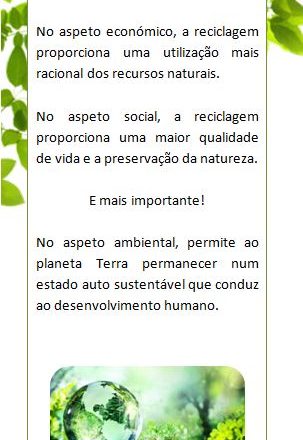 No aspeto económico, a reciclagem
proporciona uma utilização mais
racional dos recursos naturais.
No aspeto social, a reciclagem
proporciona uma maior qualidade
de vida e a preservação da natureza.
E mais importante!
No aspeto ambiental, permite ao
planeta Terra permanecer num
estado auto sustentável que conduz
ao desenvolvimento humano.